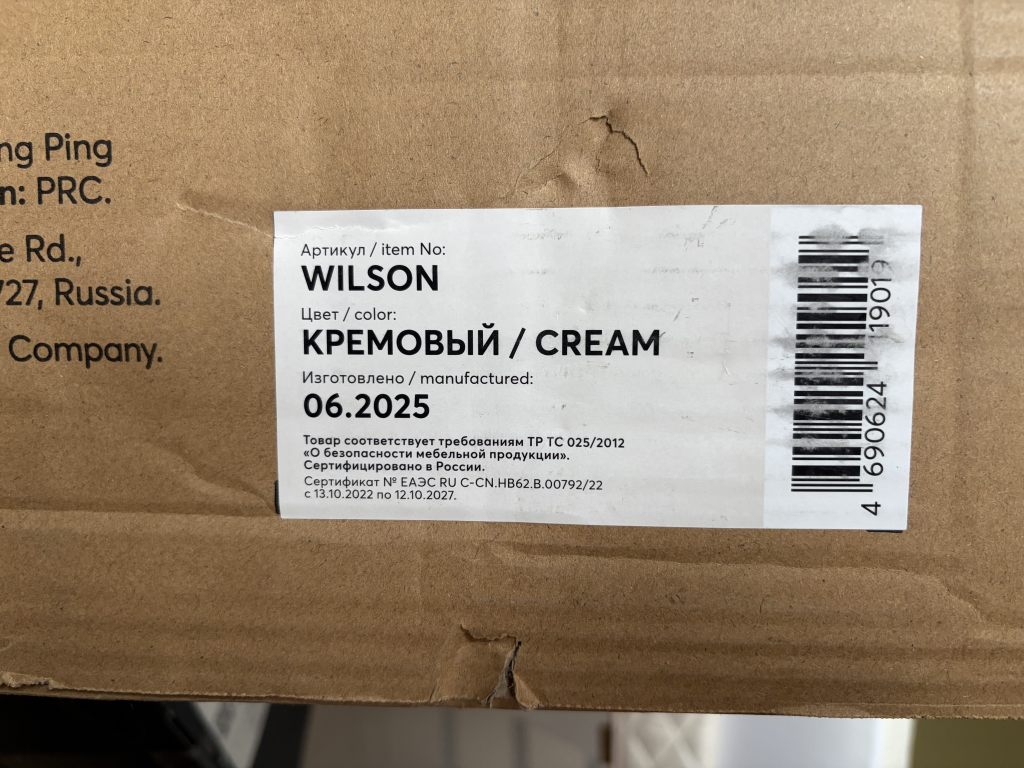 ng Ping
n: PRC.
e Rd.,
727, Russia.
Company.
Артикул / item No:
WILSON
Цвет / color:
КРЕМОВЫЙ / CREAM
Изготовлено / manufactured:
06.2025
Товар соответствует требованиям ТР ТС 025/2012
«О безопасности мебельной продукции».
Сертифицировано в России.
Сертификат № ЕАЭС RU C-CN.HB62.B.00792/22
с 13.10.2022 по 12.10.2027.
4 690624 119019